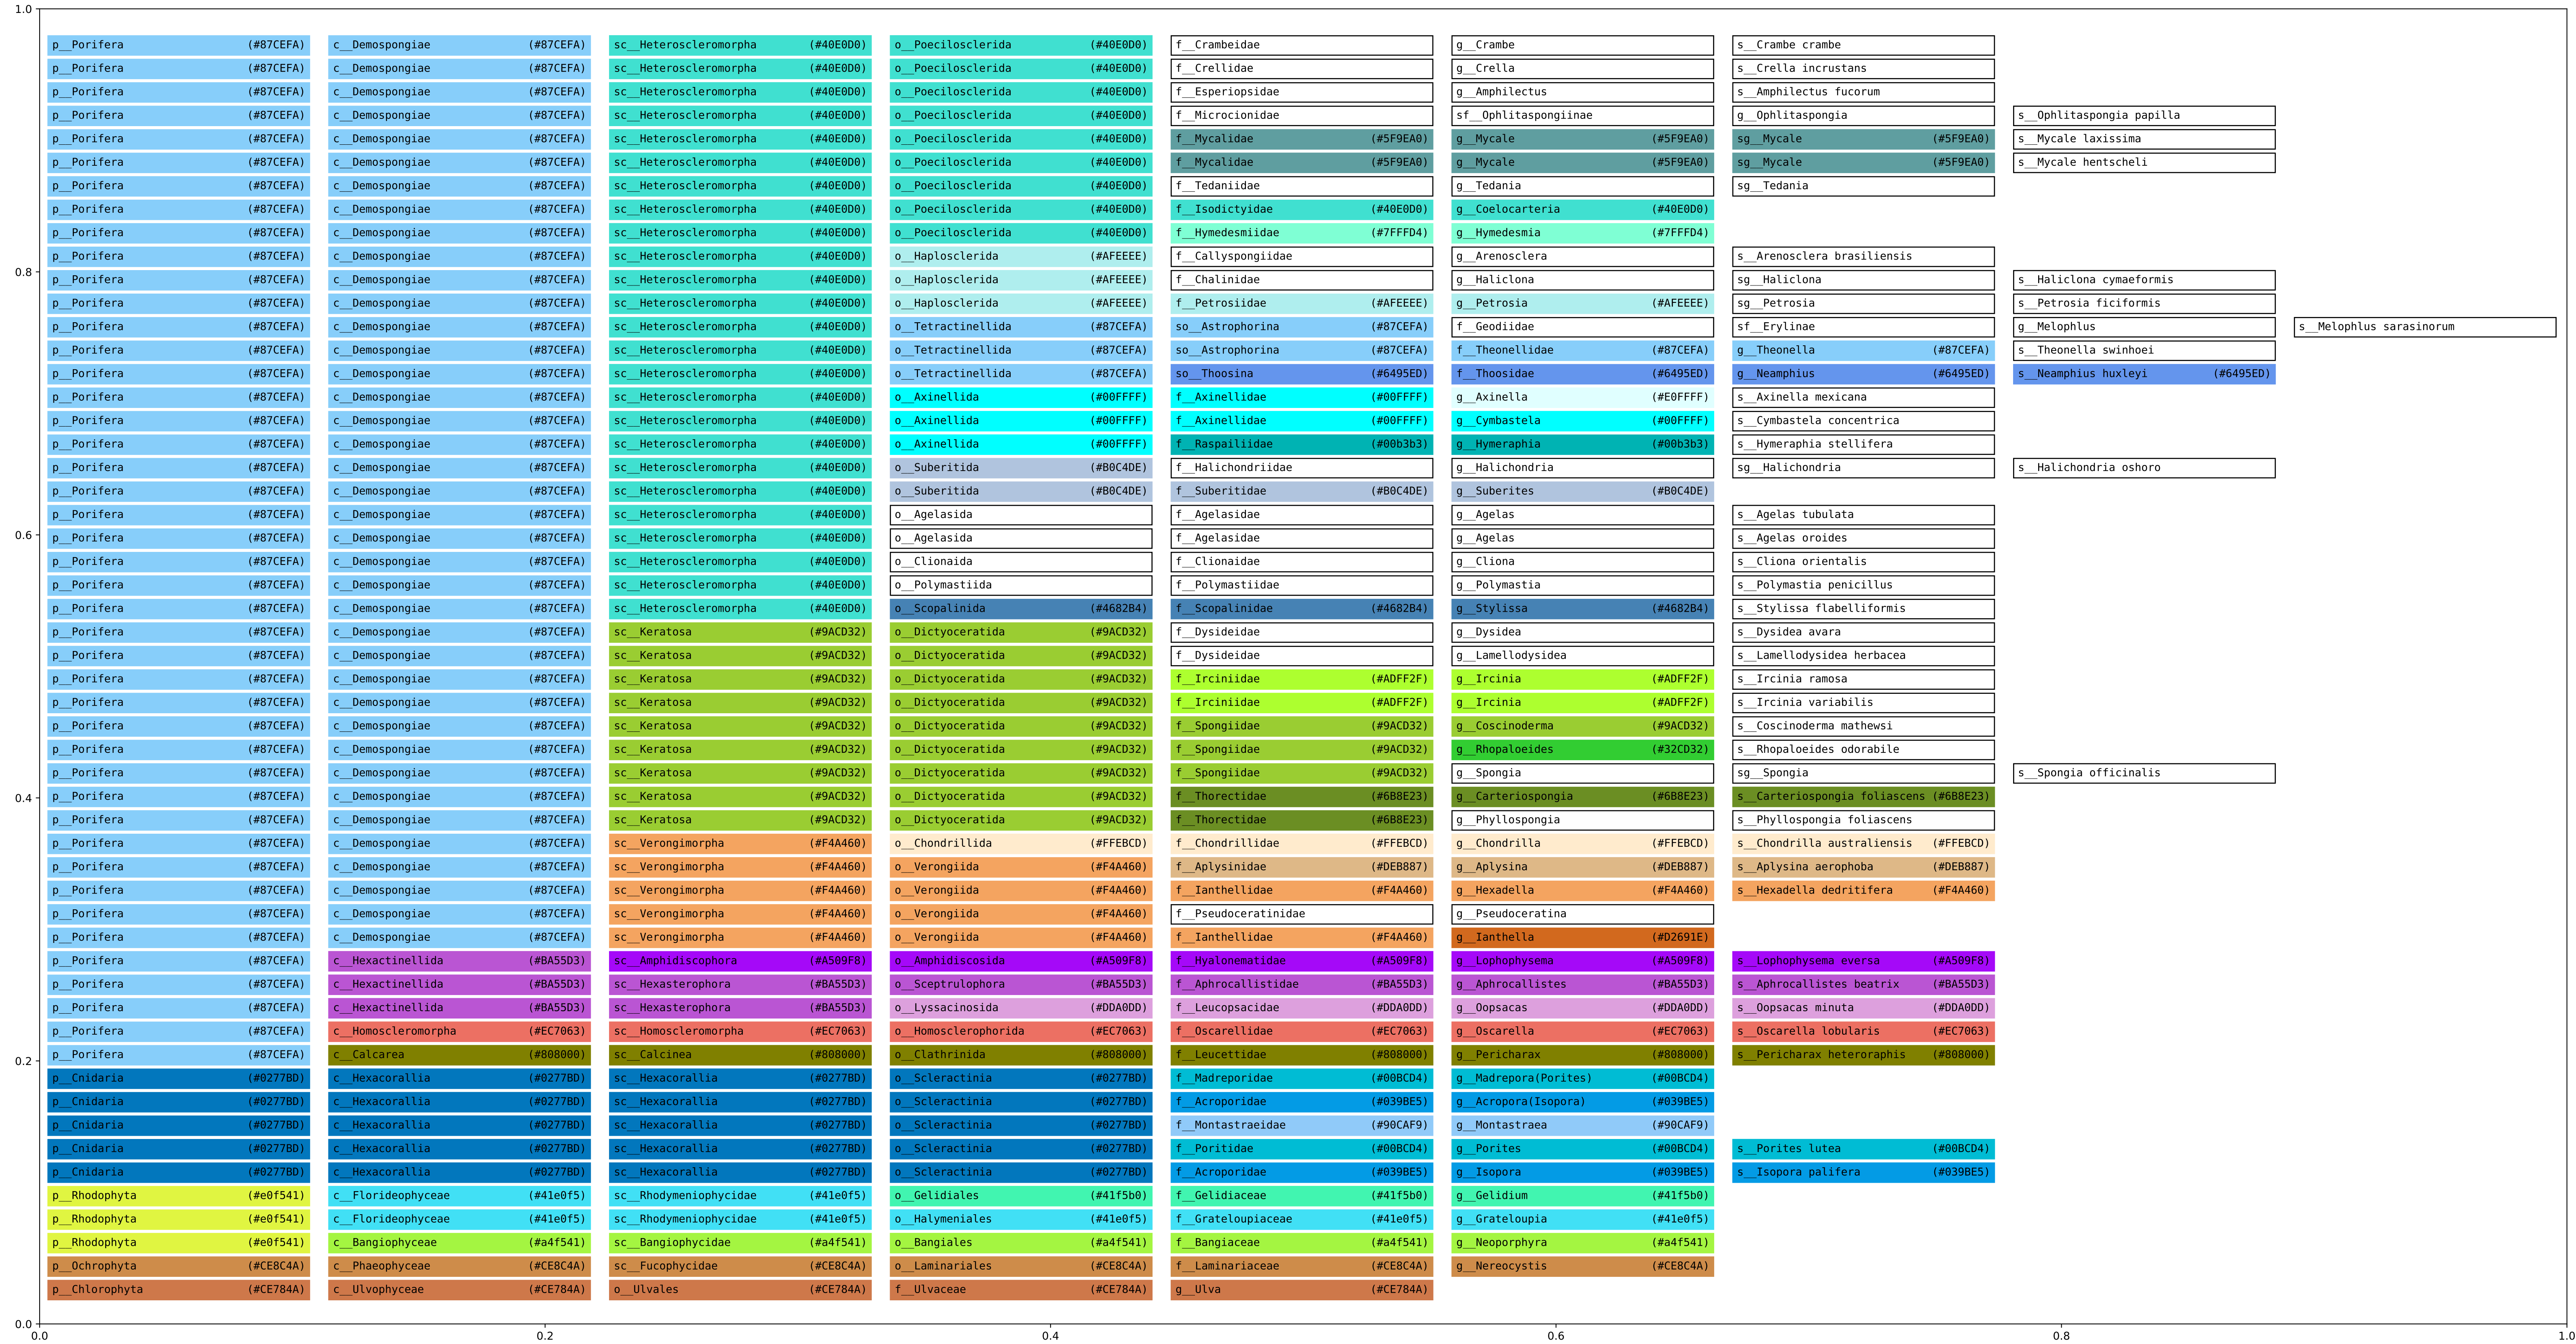 1.0
p__Porifera (#87CEFA) c__Demospongiae (#87CEFA) sc__Heteroscleromorpha (#40E0D0) o__Poecilosclerida (#40E0D0) f__Crambeidae g__Crambe s__Crambe crambe
p__Porifera (#87CEFA) c__Demospongiae (#87CEFA) sc__Heteroscleromorpha (#40E0D0) o__Poecilosclerida (#40E0D0) f__Crellidae g__Crella s__Crella incrustans
p__Porifera (#87CEFA) c__Demospongiae (#87CEFA) sc__Heteroscleromorpha (#40E0D0) o__Poecilosclerida (#40E0D0) f__Esperiopsidae g__Amphilectus s__Amphilectus fucorum
p__Porifera (#87CEFA) c__Demospongiae (#87CEFA) sc__Heteroscleromorpha (#40E0D0) o__Poecilosclerida (#40E0D0) f__Microcionidae sf__Ophlitaspongiinae g__Ophlitaspongia s__Ophlitaspongia papilla
p__Porifera (#87CEFA) c__Demospongiae (#87CEFA) sc__Heteroscleromorpha (#40E0D0) o__Poecilosclerida (#40E0D0) f__Mycalidae (#5F9EA0) g__Mycale (#5F9EA0) sg__Mycale (#5F9EA0) s__Mycale laxissima
p__Porifera (#87CEFA) c__Demospongiae (#87CEFA) sc__Heteroscleromorpha (#40E0D0) o__Poecilosclerida (#40E0D0) f__Mycalidae (#5F9EA0) g__Mycale (#5F9EA0) sg__Mycale (#5F9EA0) s__Mycale hentscheli
p__Porifera (#87CEFA) c__Demospongiae (#87CEFA) sc__Heteroscleromorpha (#40E0D0) o__Poecilosclerida (#40E0D0) f__Tedaniidae g__Tedania sg__Tedania
p__Porifera (#87CEFA) c__Demospongiae (#87CEFA) sc__Heteroscleromorpha (#40E0D0) o__Poecilosclerida (#40E0D0) f__Isodictyidae (#40E0D0) g__Coelocarteria (#40E0D0)
p__Porifera (#87CEFA) c__Demospongiae (#87CEFA) sc__Heteroscleromorpha (#40E0D0) o__Poecilosclerida (#40E0D0) f__Hymedesmiidae (#7FFFD4) g__Hymedesmia (#7FFFD4)
p__Porifera (#87CEFA) c__Demospongiae (#87CEFA) sc__Heteroscleromorpha (#40E0D0) o__Haplosclerida (#AFEEEE) f__Callyspongiidae g__Arenosclera s__Arenosclera brasiliensis
0.8
p__Porifera (#87CEFA) c__Demospongiae (#87CEFA) sc__Heteroscleromorpha (#40E0D0) o__Haplosclerida (#AFEEEE) f__Chalinidae g__Haliclona sg__Haliclona s__Haliclona cymaeformis
p__Porifera (#87CEFA) c__Demospongiae (#87CEFA) sc__Heteroscleromorpha (#40E0D0) o__Haplosclerida (#AFEEEE) f__Petrosiidae (#AFEEEE) g__Petrosia (#AFEEEE) sg__Petrosia s__Petrosia ficiformis
p__Porifera (#87CEFA) c__Demospongiae (#87CEFA) sc__Heteroscleromorpha (#40E0D0) o__Tetractinellida (#87CEFA) so__Astrophorina (#87CEFA) f__Geodiidae sf__Erylinae g__Melophlus s__Melophlus sarasinorum
p__Porifera (#87CEFA) c__Demospongiae (#87CEFA) sc__Heteroscleromorpha (#40E0D0) o__Tetractinellida (#87CEFA) so__Astrophorina (#87CEFA) f__Theonellidae (#87CEFA) g__Theonella (#87CEFA) s__Theonella swinhoei
p__Porifera (#87CEFA) c__Demospongiae (#87CEFA) sc__Heteroscleromorpha (#40E0D0) o__Tetractinellida (#87CEFA) so__Thoosina (#6495ED) f__Thoosidae (#6495ED) g__Neamphius (#6495ED) s__Neamphius huxleyi (#6495ED)
p__Porifera (#87CEFA) c__Demospongiae (#87CEFA) sc__Heteroscleromorpha (#40E0D0) o__Axinellida (#00FFFF) f__Axinellidae (#00FFFF) g__Axinella (#E0FFFF) s__Axinella mexicana
p__Porifera (#87CEFA) c__Demospongiae (#87CEFA) sc__Heteroscleromorpha (#40E0D0) o__Axinellida (#00FFFF) f__Axinellidae (#00FFFF) g__Cymbastela (#00FFFF) s__Cymbastela concentrica
p__Porifera (#87CEFA) c__Demospongiae (#87CEFA) sc__Heteroscleromorpha (#40E0D0) o__Axinellida (#00FFFF) f__Raspailiidae (#00b3b3) g__Hymeraphia (#00b3b3) s__Hymeraphia stellifera
p__Porifera (#87CEFA) c__Demospongiae (#87CEFA) sc__Heteroscleromorpha (#40E0D0) o__Suberitida (#B0C4DE) f__Halichondriidae g__Halichondria sg__Halichondria s__Halichondria oshoro
p__Porifera (#87CEFA) c__Demospongiae (#87CEFA) sc__Heteroscleromorpha (#40E0D0) o__Suberitida (#B0C4DE) f__Suberitidae (#B0C4DE) g__Suberites (#B0C4DE)
p__Porifera (#87CEFA) c__Demospongiae (#87CEFA) sc__Heteroscleromorpha (#40E0D0) o__Agelasida f__Agelasidae g__Agelas s__Agelas tubulata
0.6
p__Porifera (#87CEFA) c__Demospongiae (#87CEFA) sc__Heteroscleromorpha (#40E0D0) o__Agelasida f__Agelasidae g__Agelas s__Agelas oroides
p__Porifera (#87CEFA) c__Demospongiae (#87CEFA) sc__Heteroscleromorpha (#40E0D0) o__Clionaida f__Clionaidae g__Cliona s__Cliona orientalis
p__Porifera (#87CEFA) c__Demospongiae (#87CEFA) sc__Heteroscleromorpha (#40E0D0) o__Polymastiida f__Polymastiidae g__Polymastia s__Polymastia penicillus
p__Porifera (#87CEFA) c__Demospongiae (#87CEFA) sc__Heteroscleromorpha (#40E0D0) o__Scopalinida (#4682B4) f__Scopalinidae (#4682B4) g__Stylissa (#4682B4) s__Stylissa flabelliformis
p__Porifera (#87CEFA) c__Demospongiae (#87CEFA) sc__Keratosa (#9ACD32) o__Dictyoceratida (#9ACD32) f__Dysideidae g__Dysidea s__Dysidea avara
p__Porifera (#87CEFA) c__Demospongiae (#87CEFA) sc__Keratosa (#9ACD32) o__Dictyoceratida (#9ACD32) f__Dysideidae g__Lamellodysidea s__Lamellodysidea herbacea
p__Porifera (#87CEFA) c__Demospongiae (#87CEFA) sc__Keratosa (#9ACD32) o__Dictyoceratida (#9ACD32) f__Irciniidae (#ADFF2F) g__Ircinia (#ADFF2F) s__Ircinia ramosa
p__Porifera (#87CEFA) c__Demospongiae (#87CEFA) sc__Keratosa (#9ACD32) o__Dictyoceratida (#9ACD32) f__Irciniidae (#ADFF2F) g__Ircinia (#ADFF2F) s__Ircinia variabilis
p__Porifera (#87CEFA) c__Demospongiae (#87CEFA) sc__Keratosa (#9ACD32) o__Dictyoceratida (#9ACD32) f__Spongiidae (#9ACD32) g__Coscinoderma (#9ACD32) s__Coscinoderma mathewsi
p__Porifera (#87CEFA) c__Demospongiae (#87CEFA) sc__Keratosa (#9ACD32) o__Dictyoceratida (#9ACD32) f__Spongiidae (#9ACD32) g__Rhopaloeides (#32CD32) s__Rhopaloeides odorabile
p__Porifera (#87CEFA) c__Demospongiae (#87CEFA) sc__Keratosa (#9ACD32) o__Dictyoceratida (#9ACD32) f__Spongiidae (#9ACD32) g__Spongia sg__Spongia s__Spongia officinalis
0.4
p__Porifera (#87CEFA) c__Demospongiae (#87CEFA) sc__Keratosa (#9ACD32) o__Dictyoceratida (#9ACD32) f__Thorectidae (#6B8E23) g__Carteriospongia (#6B8E23) s__Carteriospongia foliascens (#6B8E23)
p__Porifera (#87CEFA) c__Demospongiae (#87CEFA) sc__Keratosa (#9ACD32) o__Dictyoceratida (#9ACD32) f__Thorectidae (#6B8E23) g__Phyllospongia s__Phyllospongia foliascens
p__Porifera (#87CEFA) c__Demospongiae (#87CEFA) sc__Verongimorpha (#F4A460) o__Chondrillida (#FFEBCD) f__Chondrillidae (#FFEBCD) g__Chondrilla (#FFEBCD) s__Chondrilla australiensis (#FFEBCD)
p__Porifera (#87CEFA) c__Demospongiae (#87CEFA) sc__Verongimorpha (#F4A460) o__Verongiida (#F4A460) f__Aplysinidae (#DEB887) g__Aplysina (#DEB887) s__Aplysina aerophoba (#DEB887)
p__Porifera (#87CEFA) c__Demospongiae (#87CEFA) sc__Verongimorpha (#F4A460) o__Verongiida (#F4A460) f__Ianthellidae (#F4A460) g__Hexadella (#F4A460) s__Hexadella dedritifera (#F4A460)
p__Porifera (#87CEFA) c__Demospongiae (#87CEFA) sc__Verongimorpha (#F4A460) o__Verongiida (#F4A460) f__Pseudoceratinidae g__Pseudoceratina
p__Porifera (#87CEFA) c__Demospongiae (#87CEFA) sc__Verongimorpha (#F4A460) o__Verongiida (#F4A460) f__Ianthellidae (#F4A460) g__Ianthella (#D2691E)
p__Porifera (#87CEFA) c__Hexactinellida (#BA55D3) sc__Amphidiscophora (#A509F8) o__Amphidiscosida (#A509F8) f__Hyalonematidae (#A509F8) g__Lophophysema (#A509F8) s__Lophophysema eversa (#A509F8)
p__Porifera (#87CEFA) c__Hexactinellida (#BA55D3) sc__Hexasterophora (#BA55D3) o__Sceptrulophora (#BA55D3) f__Aphrocallistidae (#BA55D3) g__Aphrocallistes (#BA55D3) s__Aphrocallistes beatrix (#BA55D3)
p__Porifera (#87CEFA) c__Hexactinellida (#BA55D3) sc__Hexasterophora (#BA55D3) o__Lyssacinosida (#DDA0DD) f__Leucopsacidae (#DDA0DD) g__Oopsacas (#DDA0DD) s__Oopsacas minuta (#DDA0DD)
p__Porifera (#87CEFA) c__Homoscleromorpha (#EC7063) sc__Homoscleromorpha (#EC7063) o__Homosclerophorida (#EC7063) f__Oscarellidae (#EC7063) g__Oscarella (#EC7063) s__Oscarella lobularis (#EC7063)
0.2
p__Porifera (#87CEFA) c__Calcarea (#808000) sc__Calcinea (#808000) o__Clathrinida (#808000) f__Leucettidae (#808000) g__Pericharax (#808000) s__Pericharax heteroraphis (#808000)
p__Cnidaria (#0277BD) c__Hexacorallia (#0277BD) sc__Hexacorallia (#0277BD) o__Scleractinia (#0277BD) f__Madreporidae (#00BCD4) g__Madrepora(Porites) (#00BCD4)
p__Cnidaria (#0277BD) c__Hexacorallia (#0277BD) sc__Hexacorallia (#0277BD) o__Scleractinia (#0277BD) f__Acroporidae (#039BE5) g__Acropora(Isopora) (#039BE5)
p__Cnidaria (#0277BD) c__Hexacorallia (#0277BD) sc__Hexacorallia (#0277BD) o__Scleractinia (#0277BD) f__Montastraeidae (#90CAF9) g__Montastraea (#90CAF9)
p__Cnidaria (#0277BD) c__Hexacorallia (#0277BD) sc__Hexacorallia (#0277BD) o__Scleractinia (#0277BD) f__Poritidae (#00BCD4) g__Porites (#00BCD4) s__Porites lutea (#00BCD4)
p__Cnidaria (#0277BD) c__Hexacorallia (#0277BD) sc__Hexacorallia (#0277BD) o__Scleractinia (#0277BD) f__Acroporidae (#039BE5) g__Isopora (#039BE5) s__Isopora palifera (#039BE5)
p__Rhodophyta (#e0f541) c__Florideophyceae (#41e0f5) sc__Rhodymeniophycidae (#41e0f5) o__Gelidiales (#41f5b0) f__Gelidiaceae (#41f5b0) g__Gelidium (#41f5b0)
p__Rhodophyta (#e0f541) c__Florideophyceae (#41e0f5) sc__Rhodymeniophycidae (#41e0f5) o__Halymeniales (#41e0f5) f__Grateloupiaceae (#41e0f5) g__Grateloupia (#41e0f5)
p__Rhodophyta (#e0f541) c__Bangiophyceae (#a4f541) sc__Bangiophycidae (#a4f541) o__Bangiales (#a4f541) f__Bangiaceae (#a4f541) g__Neoporphyra (#a4f541)
p__Ochrophyta (#CE8C4A) c__Phaeophyceae (#CE8C4A) sc__Fucophycidae (#CE8C4A) o__Laminariales (#CE8C4A) f__Laminariaceae (#CE8C4A) g__Nereocystis (#CE8C4A)
p__Chlorophyta (#CE784A) c__Ulvophyceae (#CE784A) o__Ulvales (#CE784A) f__Ulvaceae (#CE784A) g__Ulva (#CE784A)
0.0
0.0 0.2 0.4 0.6 0.8 1.0